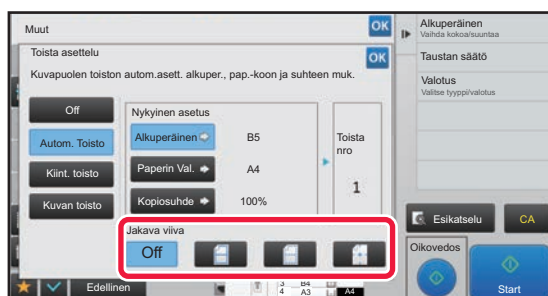 Muut
OK
Toista asettelu
OK
Kuvapuolen toiston autom.asett. alkuper., pap.-koon ja suhteen muk.
Off
Autom. Toisto
Kiint. toisto
Kuvan toisto
Nykyinen asetus
Alkuperäinen
B5
Paperin Val.
A4
Kopiosuhde
100%
Toista
nro
1
Jakava viiva
Off
Edellinen
3 B4
4 A3
A4
Alkuperäinen
Vaihda kokoa/suuntaa
Taustan säätö
Valotus
Valitse tyyppi/valotus
Esikatselu
CA
Oikovedos
Start